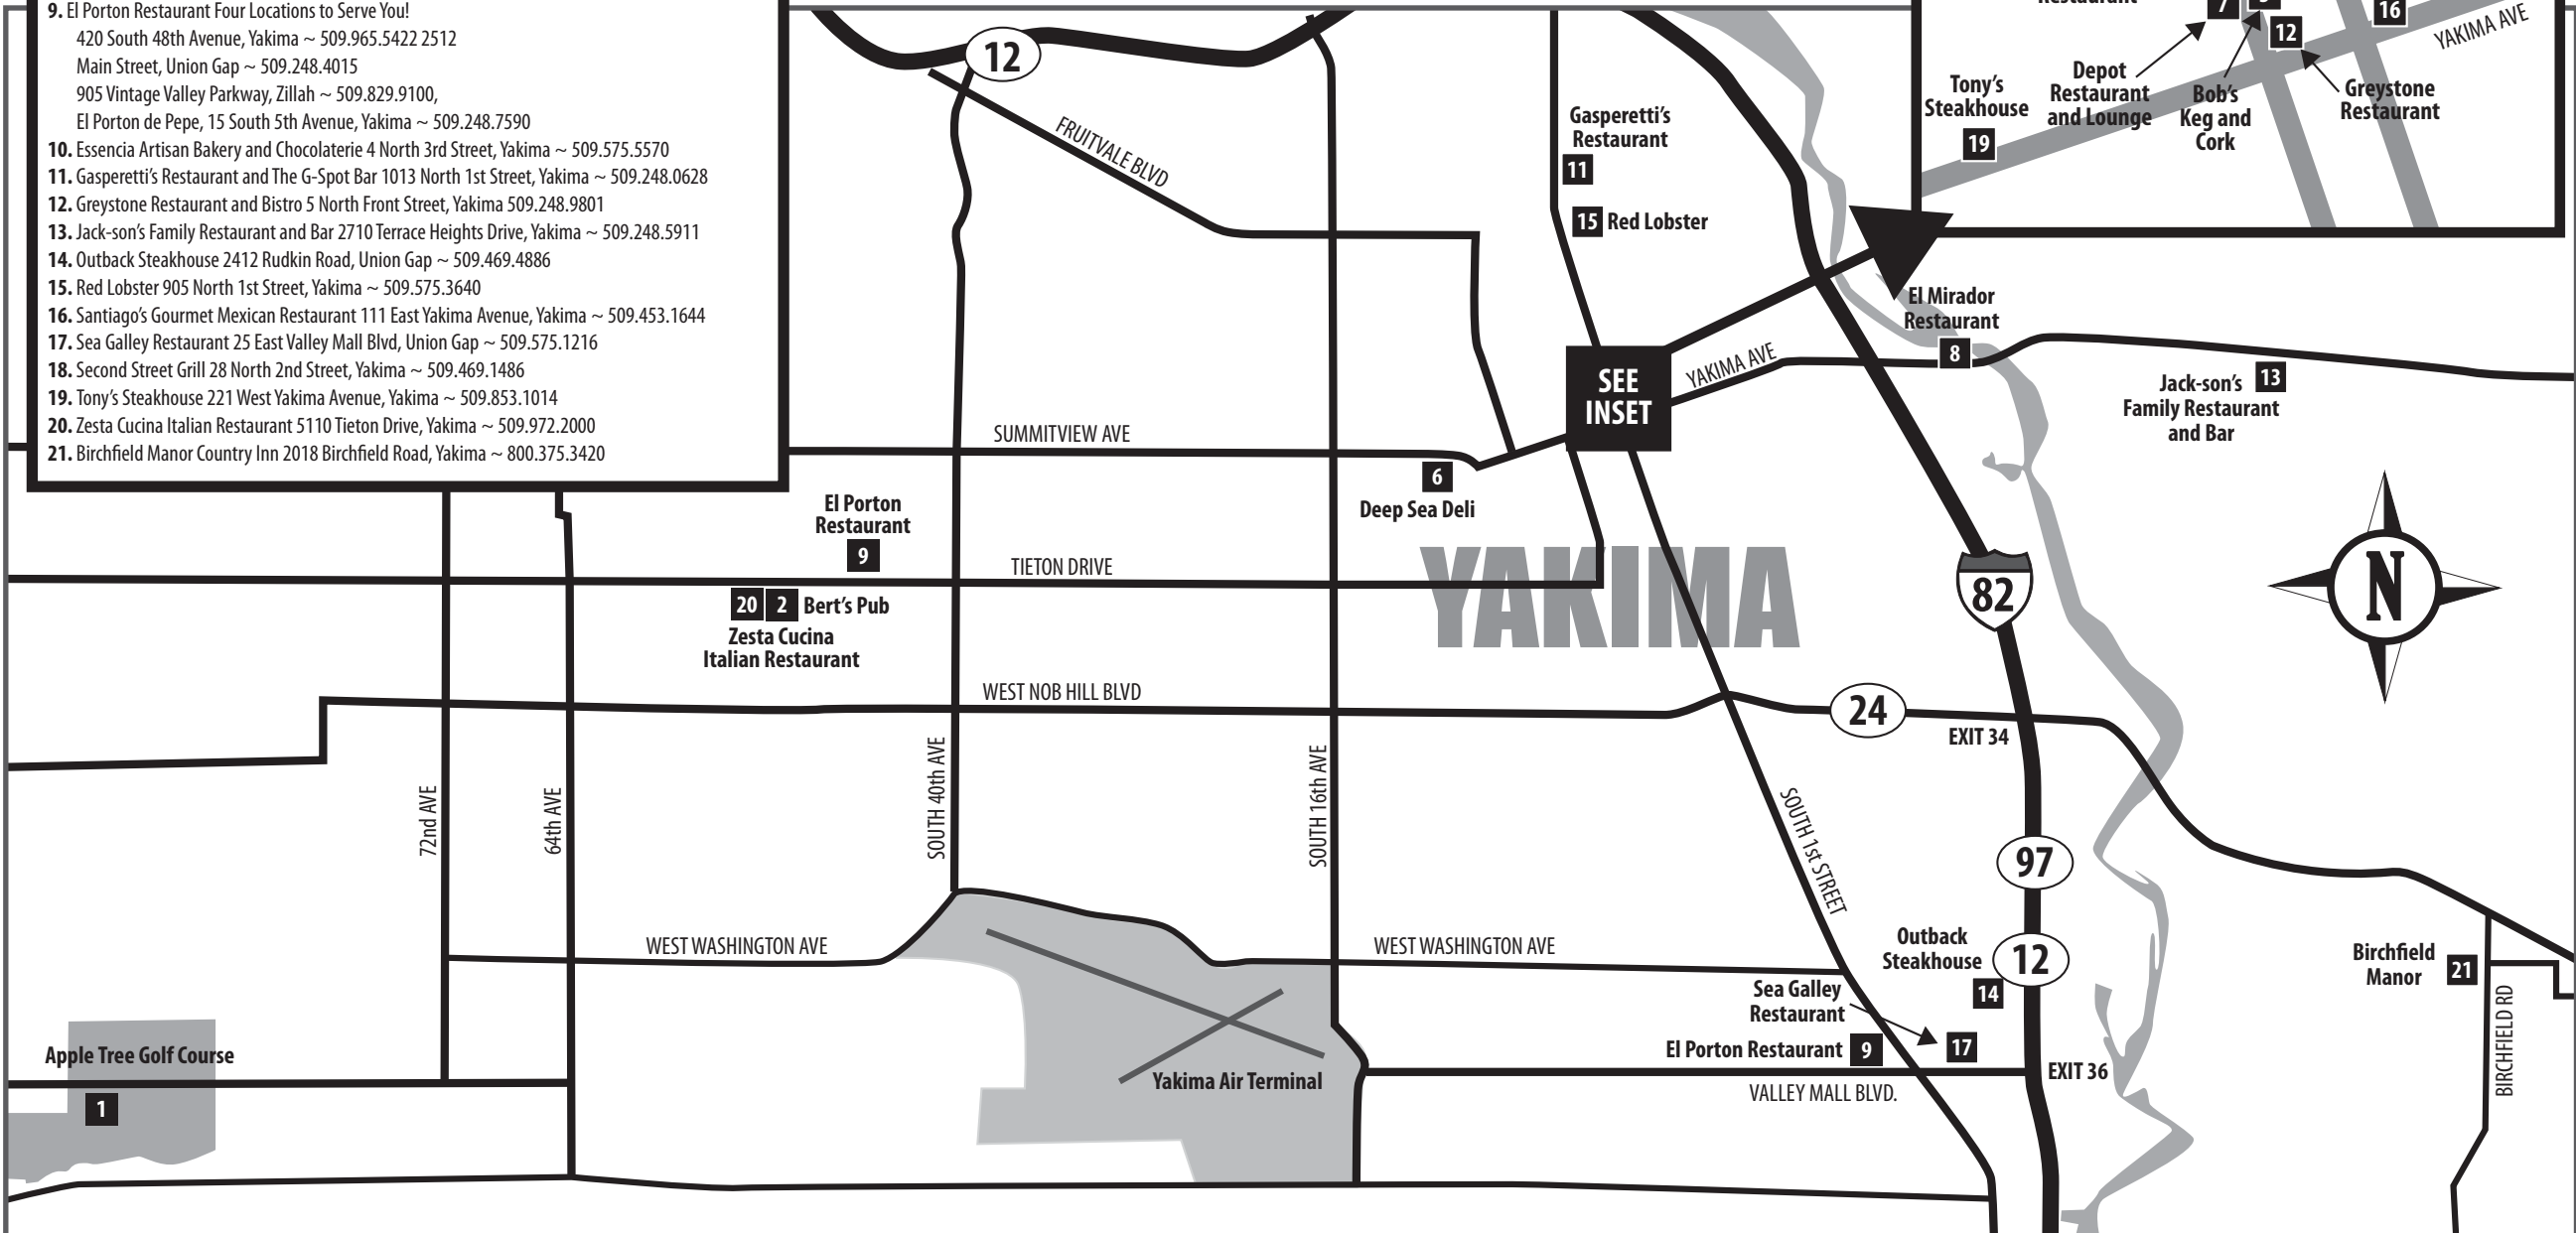 9. El Porton Restaurant Four Locations to Serve You!
420 South 48th Avenue, Yakima ~ 509.965.5422 2512
Main Street, Union Gap ~ 509.248.4015
905 Vintage Valley Parkway, Zillah ~ 509.829.9100,
El Porton de Pepe, 15 South 5th Avenue, Yakima ~ 509.248.7590
10. Essencia Artisan Bakery and Chocolaterie 4 North 3rd Street, Yakima ~ 509.575.5570
11. Gasperetti's Restaurant and The G-Spot Bar 1013 North 1st Street, Yakima ~ 509.248.0628
12. Greystone Restaurant and Bistro 5 North Front Street, Yakima 509.248.9801
13. Jack-son's Family Restaurant and Bar 2710 Terrace Heights Drive, Yakima ~ 509.248.5911
14. Outback Steakhouse 2412 Rudkin Road, Union Gap ~ 509.469.4886
15. Red Lobster 905 North 1st Street, Yakima ~ 509.575.3640
16. Santiago's Gourmet Mexican Restaurant 111 East Yakima Avenue, Yakima ~ 509.453.1644
17. Sea Galley Restaurant 25 East Valley Mall Blvd, Union Gap ~ 509.575.1216
18. Second Street Grill 28 North 2nd Street, Yakima ~ 509.469.1486
19. Tony's Steakhouse 221 West Yakima Avenue, Yakima ~ 509.853.1014
20. Zesta Cucina Italian Restaurant 5110 Tieton Drive, Yakima ~ 509.972.2000
21. Birchfield Manor Country Inn 2018 Birchfield Road, Yakima ~ 800.375.3420
12
FRUITVALE BLVD
Gasperetti's
Restaurant
11
15 Red Lobster
7
12
16
YAKIMA AVE
Tony's
Steakhouse
19
Depot
Restaurant
and Lounge
Bob's
Keg and
Cork
Greystone
Restaurant
El Mirador
Restaurant
8
YAKIMA AVE
SEE
INSET
Jack-son's 13
Family Restaurant
and Bar
SUMMITVIEW AVE
6
Deep Sea Deli
El Porton
Restaurant
9
TIETON DRIVE
20 2 Bert's Pub
Zesta Cucina
Italian Restaurant
YAKIMA
82
N
WEST NOB HILL BLVD
24
EXIT 34
72nd AVE
64th AVE
SOUTH 40th AVE
SOUTH 16th AVE
SOUTH 1st STREET
97
WEST WASHINGTON AVE
WEST WASHINGTON AVE
Outback
Steakhouse
14
12
Birchfield
Manor
21
BIRCHFIELD RD
Sea Galley
Restaurant
17
El Porton Restaurant 9
EXIT 36
VALLEY MALL BLVD.
Apple Tree Golf Course
1
Yakima Air Terminal